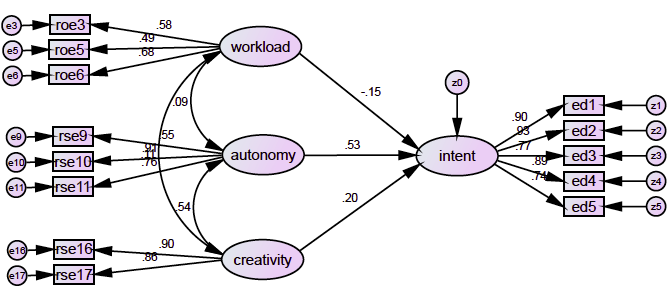 e3 roe3 .58
e5 roe5 .49 workload
e6 roe6 .68
z0
-.15
.09
.90 ed1 z1
.93 ed2 z2
e9 rse9 .55
.77 ed3 z3
e10 rse10 autonomy .53 intent
e11 rse11 .76
.89 ed4 z4
.74 ed5 z5
.54
.20
e16 rse16 .90
e17 rse17 .86 creativity